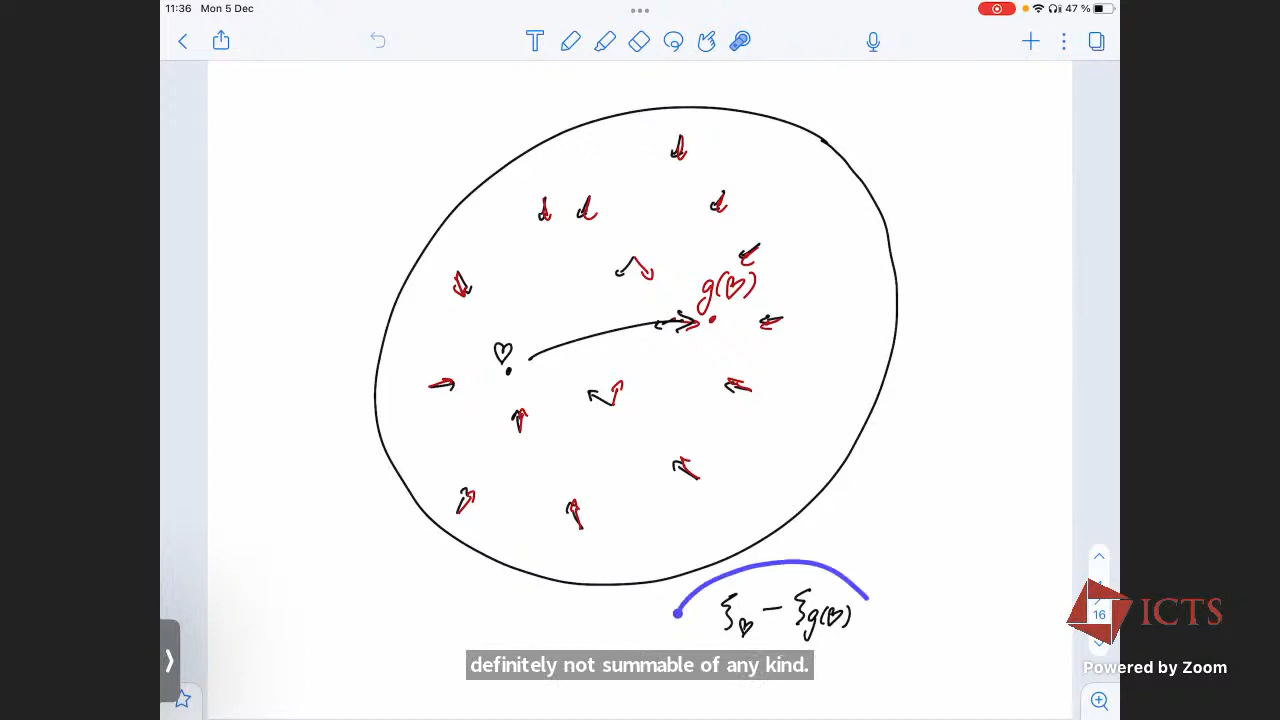 11:36 Mon 5 Dec
47 %
T
g(♡)
♡
ξ♡ − ξg(♡)
16
ICTS
definitely not summable of any kind.
Powered by Zoom